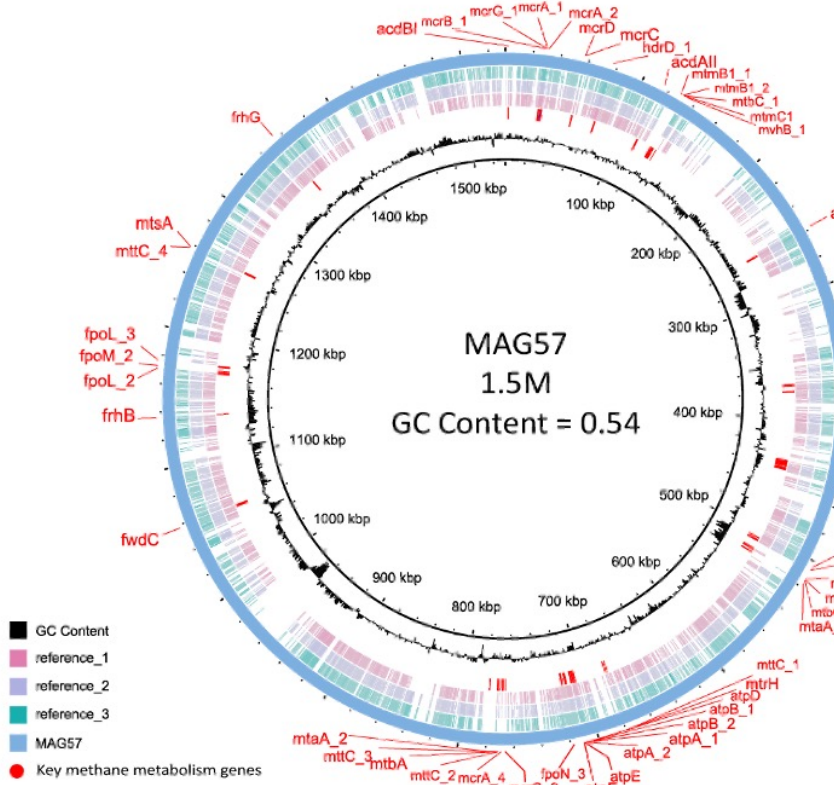 mcrG_1
mcrA_1
mcrB_1
mcrA_2
acdBI
mcrD
mcrC
hdrD_1
acdAII
mtmB1_1
mtmB1_2
mtbC_1
mtmC1
mvhB_1
frhG
mtsA
mttC_4
fpoL_3
fpoM_2
fpoL_2
frhB
fwdC
1500 kbp
100 kbp
200 kbp
300 kbp
400 kbp
500 kbp
600 kbp
700 kbp
800 kbp
900 kbp
1000 kbp
1100 kbp
1200 kbp
1300 kbp
1400 kbp
MAG57
1.5M
GC Content = 0.54
mtaA_
mttC_1
mtrH
atpD
atpB_1
atpB_2
atpA_1
atpA_2
atpE
fpoN_3
mcrA_4
mttC_2
mtbA
mttC_3
mtaA_2
GC Content
reference_1
reference_2
reference_3
MAG57
Key methane metabolism genes